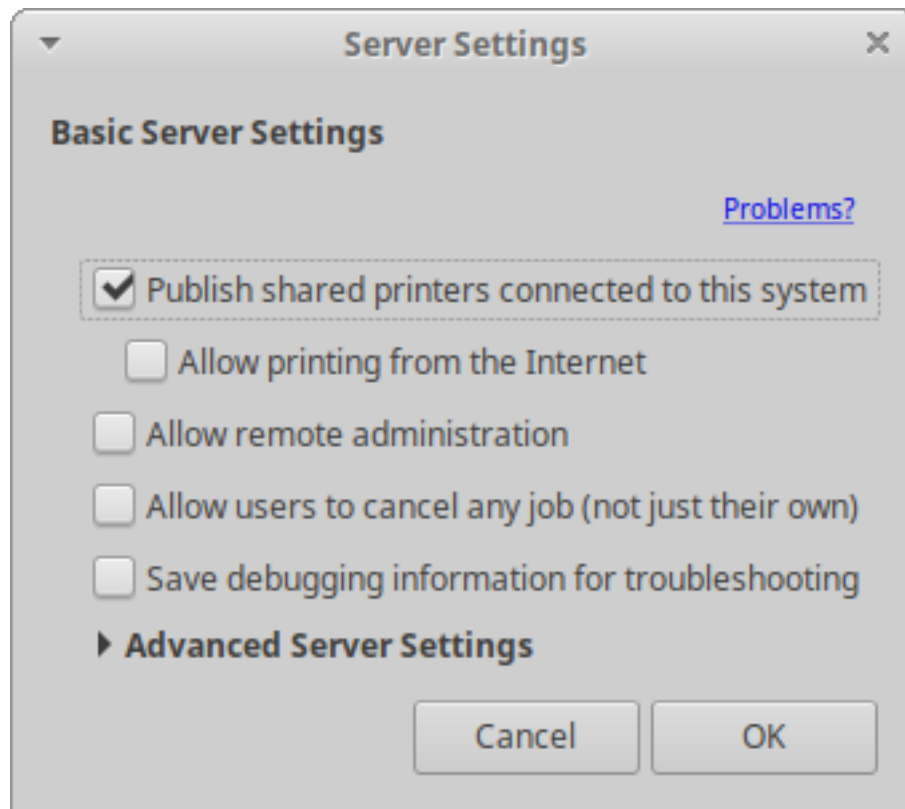 Server Settings
Basic Server Settings
Problems?
Publish shared printers connected to this system
Allow printing from the Internet
Allow remote administration
Allow users to cancel any job (not just their own)
Save debugging information for troubleshooting
Advanced Server Settings
Cancel OK